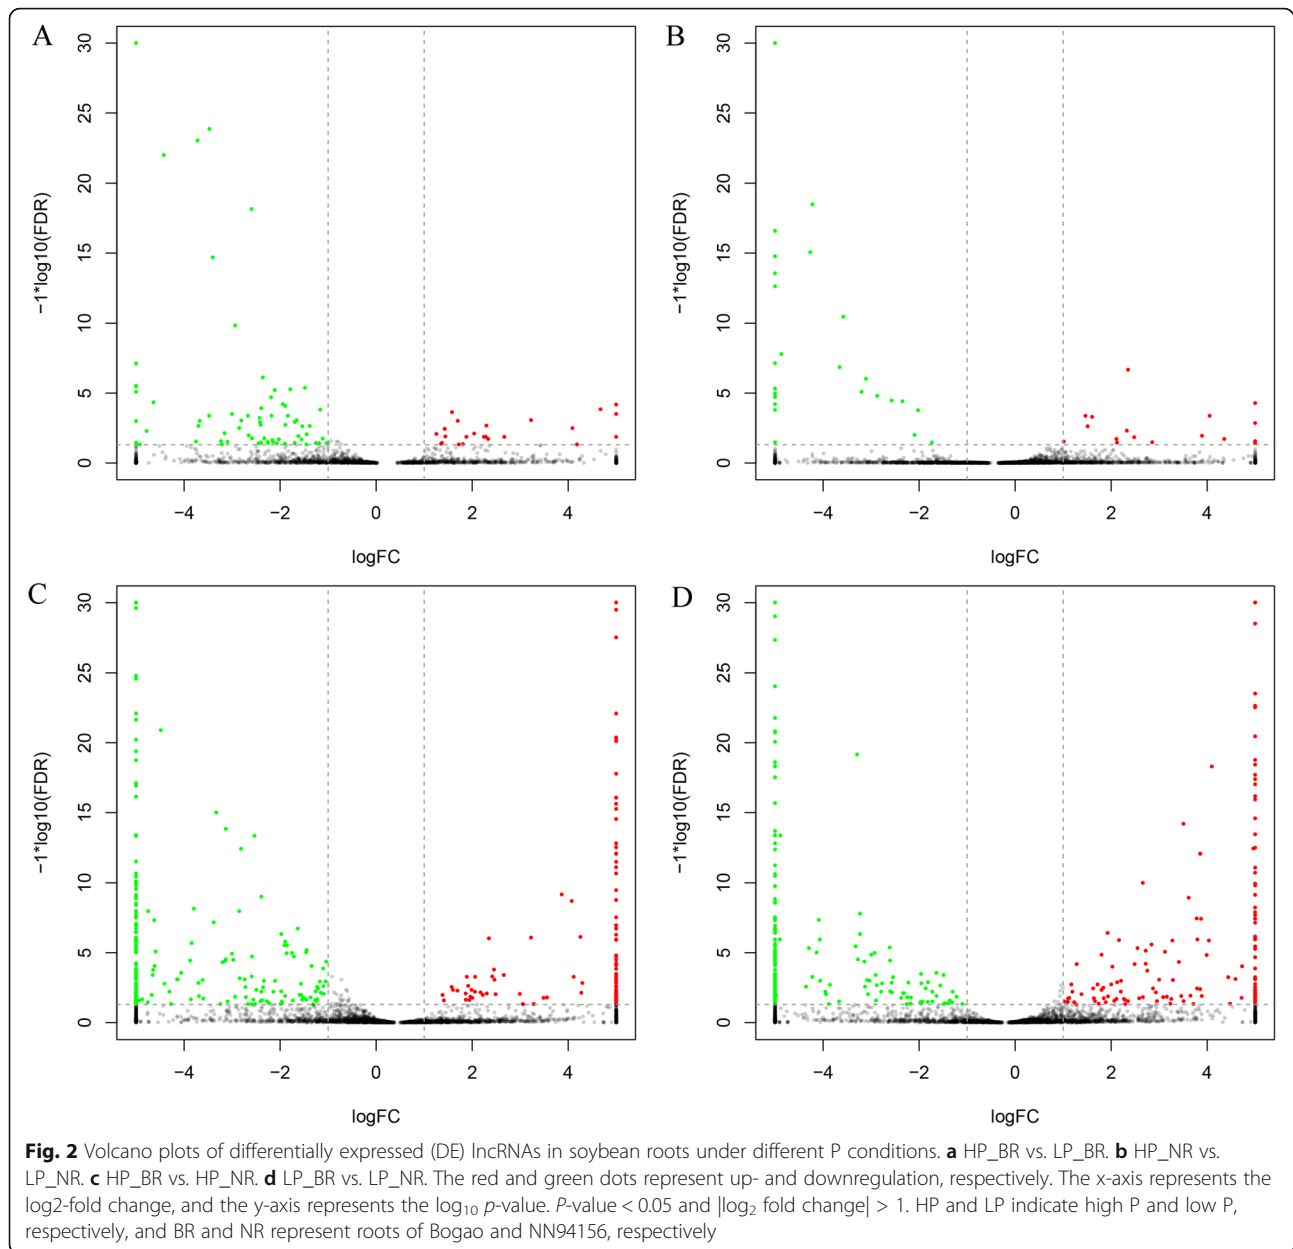 A
30
25
20
15
10
5
0
−1*log10(FDR)
−4 −2 0 2 4
logFC
B
30
25
20
15
10
5
0
−1*log10(FDR)
−4 −2 0 2 4
logFC
C
30
25
20
15
10
5
0
−1*log10(FDR)
−4 −2 0 2 4
logFC
D
30
25
20
15
10
5
0
−1*log10(FDR)
−4 −2 0 2 4
logFC
Fig. 2 Volcano plots of differentially expressed (DE) lncRNAs in soybean roots under different P conditions. a HP_BR vs. LP_BR. b HP_NR vs.
LP_NR. c HP_BR vs. HP_NR. d LP_BR vs. LP_NR. The red and green dots represent up- and downregulation, respectively. The x-axis represents the
log2-fold change, and the y-axis represents the log₁₀ p-value. P-value < 0.05 and |log₂ fold change| > 1. HP and LP indicate high P and low P,
respectively, and BR and NR represent roots of Bogao and NN94156, respectively